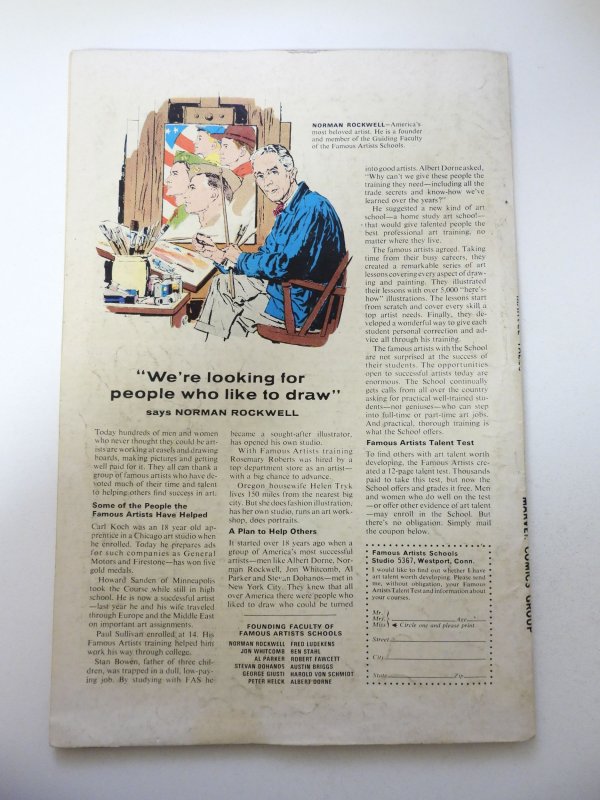 NORMAN ROCKWELL—America's
most beloved artist. He is a founder
and member of the Guiding Faculty
of the Famous Artists Schools.
"We're looking for
people who like to draw"
says NORMAN ROCKWELL
Today hundreds of men and women
who never thought they could be art-
ists are working at easels and drawing
boards, making pictures and getting
well paid for it. They all can thank a
group of famous artists who have de-
voted much of their time and talent
to helping others find success in art.
Some of the People the
Famous Artists Have Helped
Carl Koch was an 18 year old ap-
prentice in a Chicago art studio when
he enrolled. Today he prepares ads
for such companies as General
Motors and Firestone—has won five
gold medals.
Howard Sanden of Minneapolis
took the Course while still in high
school. He is now a successful artist
—last year he and his wife traveled
through Europe and the Middle East
on important art assignments.
Paul Sullivan enrolled at 14. His
Famous Artists training helped him
work his way through college.
Stan Bowen, father of three chil-
dren, was trapped in a dull, low-pay-
ing job. By studying with FAS he
became a sought-after illustrator,
has opened his own studio.
With Famous Artists training
Rosemary Roberts was hired by a
top department store as an artist—
with a big chance to advance.
Oregon housewife Helen Tryk
lives 150 miles from the nearest big
city. But she does fashion illustration,
has her own studio, runs an art work-
shop, does portraits.
A Plan to Help Others
It started over 18 years ago when a
group of America's most successful
artists—men like Albert Dorne, Nor-
man Rockwell, Jon Whitcomb, Al
Parker and Stevan Dohanos—met in
New York City. They knew that all
over America there were people who
liked to draw who could be turned
FOUNDING FACULTY OF
FAMOUS ARTISTS SCHOOLS
NORMAN ROCKWELL FRED LUDEKENS
JON WHITCOMB BEN STAHL
AL PARKER ROBERT FAWCETT
STEVAN DOHANOS AUSTIN BRIGGS
GEORGE GIUSTI HAROLD VON SCHMIDT
PETER HELCK ALBERT DORNE
into good artists. Albert Dorne asked,
"Why can't we give these people the
training they need—including all the
trade secrets and know-how we've
learned over the years?"
He suggested a new kind of art
school—a home study art school—
that would give talented people the
best professional art training, no
matter where they live.
The famous artists agreed. Taking
time from their busy careers, they
created a remarkable series of art
lessons covering every aspect of draw-
ing and painting. They illustrated
their lessons with over 5,000 "here's-
how" illustrations. The lessons start
from scratch and cover every skill a
top artist needs. Finally, they de-
veloped a wonderful way to give each
student personal correction and ad-
vice all through his training.
The famous artists with the School
are not surprised at the success of
their students. The opportunities
open to successful artists today are
enormous. The School continually
gets calls from all over the country
asking for practical well-trained stu-
dents—not geniuses—who can step
into full-time or part-time art jobs.
And practical, thorough training is
what the School offers.
Famous Artists Talent Test
To find others with art talent worth
developing, the Famous Artists cre-
ated a 12-page talent test. Thousands
paid to take this test, but now the
School offers and grades it free. Men
and women who do well on the test
—or offer other evidence of art talent
—may enroll in the School. But
there's no obligation. Simply mail
the coupon below.
Famous Artists Schools
Studio 5367, Westport, Conn.
I would like to find out whether I have
art talent worth developing. Please send
me, without obligation, your Famous
Artists Talent Test and information about
your courses.
Mr.
Mrs. Age
Miss Circle one and please print
Street
City
State Zip
MARVEL COMICS GROUP